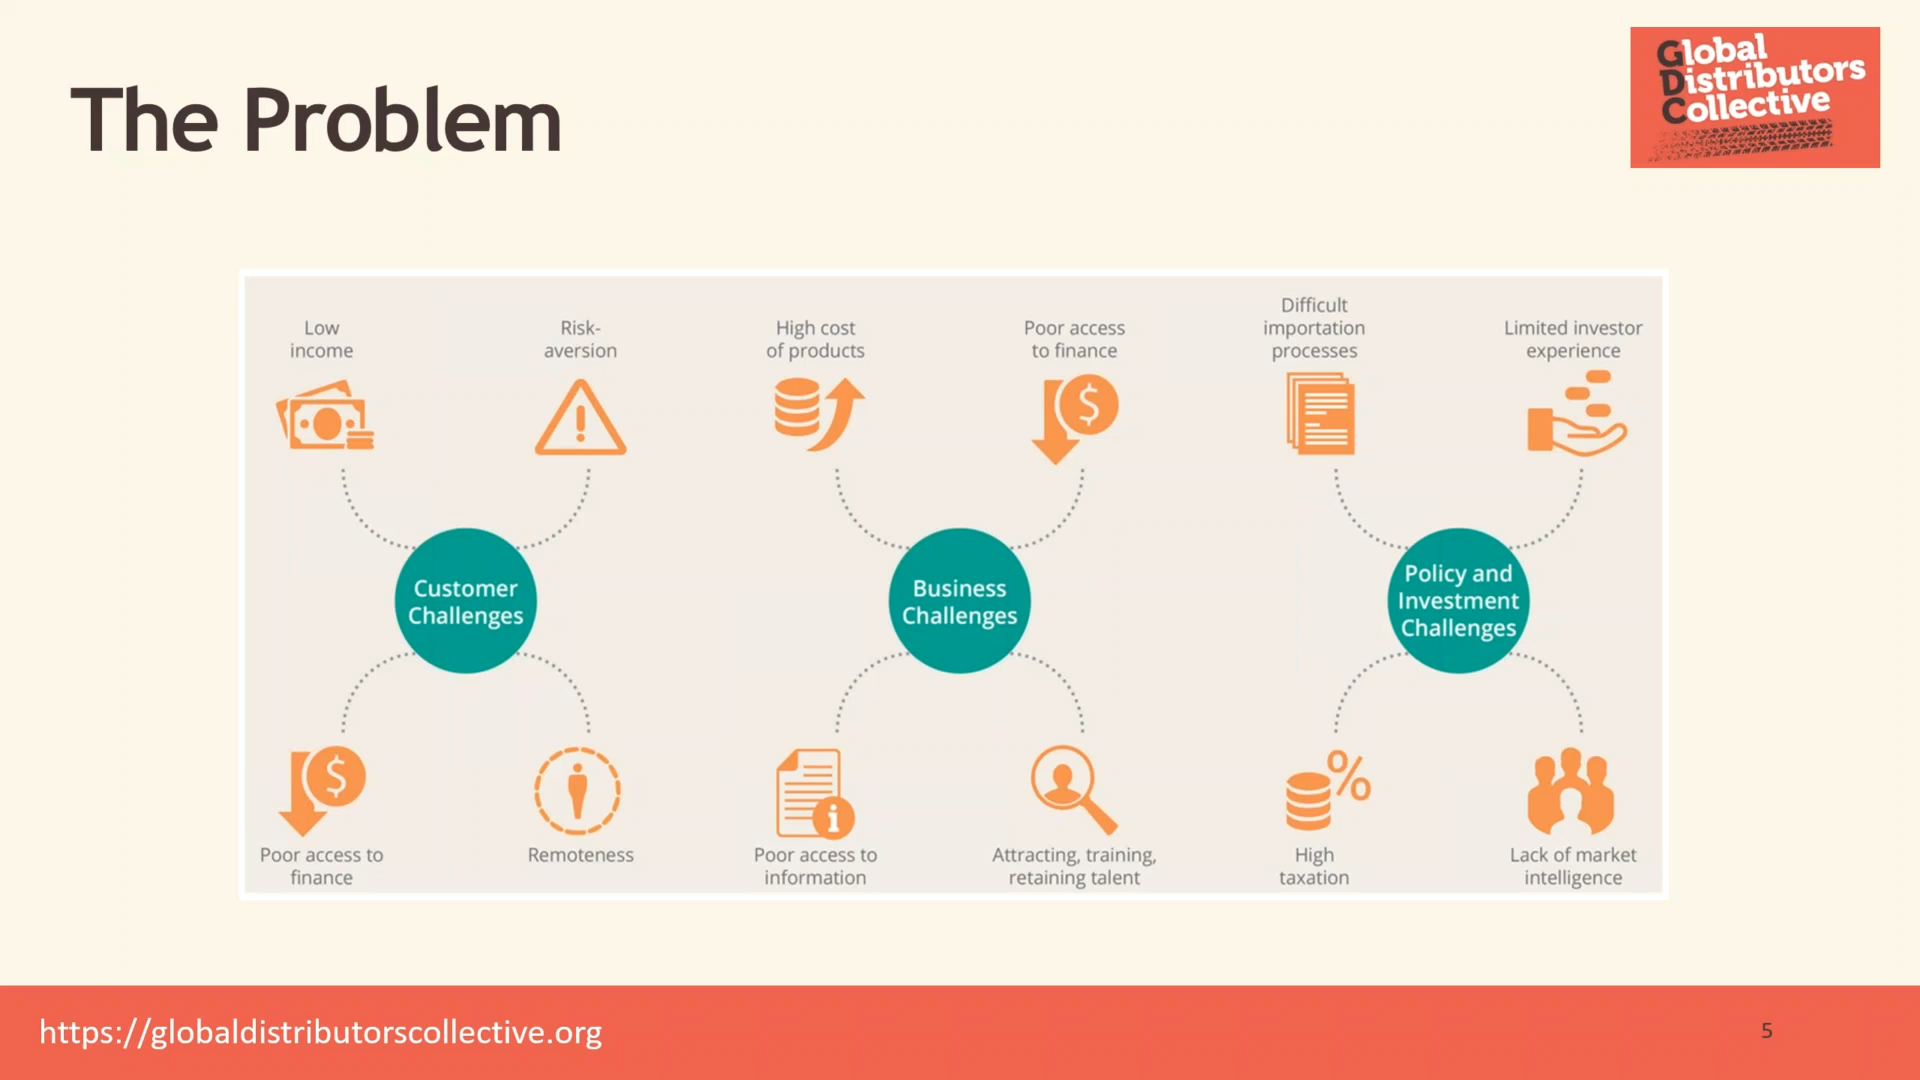 The Problem
Global
Distributors
Collective
Low
income
Risk-
aversion
High cost
of products
Poor access
to finance
Difficult
importation
processes
Limited investor
experience
Customer
Challenges
Business
Challenges
Policy and
Investment
Challenges
Poor access to
finance
Remoteness
Poor access to
information
Attracting, training,
retaining talent
High
taxation
Lack of market
intelligence
https://globaldistributorscollective.org
5